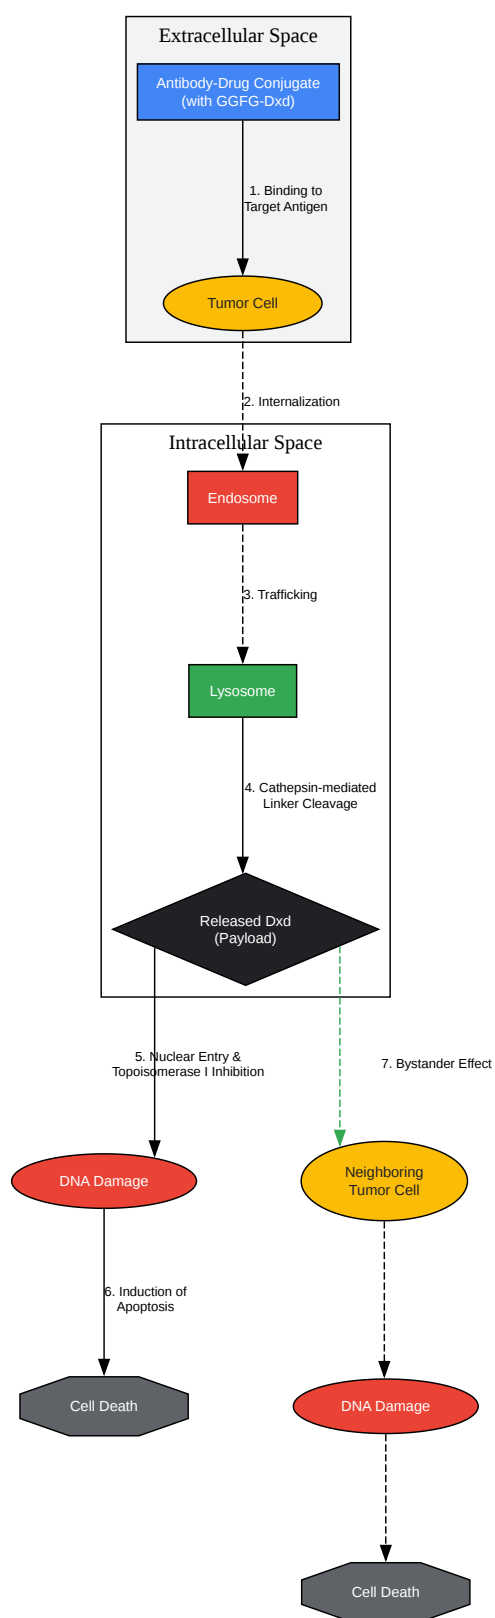 Extracellular Space
Antibody-Drug Conjugate
(with GGFG-Dxd)
1. Binding to
Target Antigen
Tumor Cell
2. Internalization
Intracellular Space
Endosome
3. Trafficking
Lysosome
4. Cathepsin-mediated
Linker Cleavage
Released Dxd
(Payload)
5. Nuclear Entry &
Topoisomerase I Inhibition
7. Bystander Effect
DNA Damage
Neighboring
Tumor Cell
6. Induction of
Apoptosis
Cell Death
DNA Damage
Cell Death